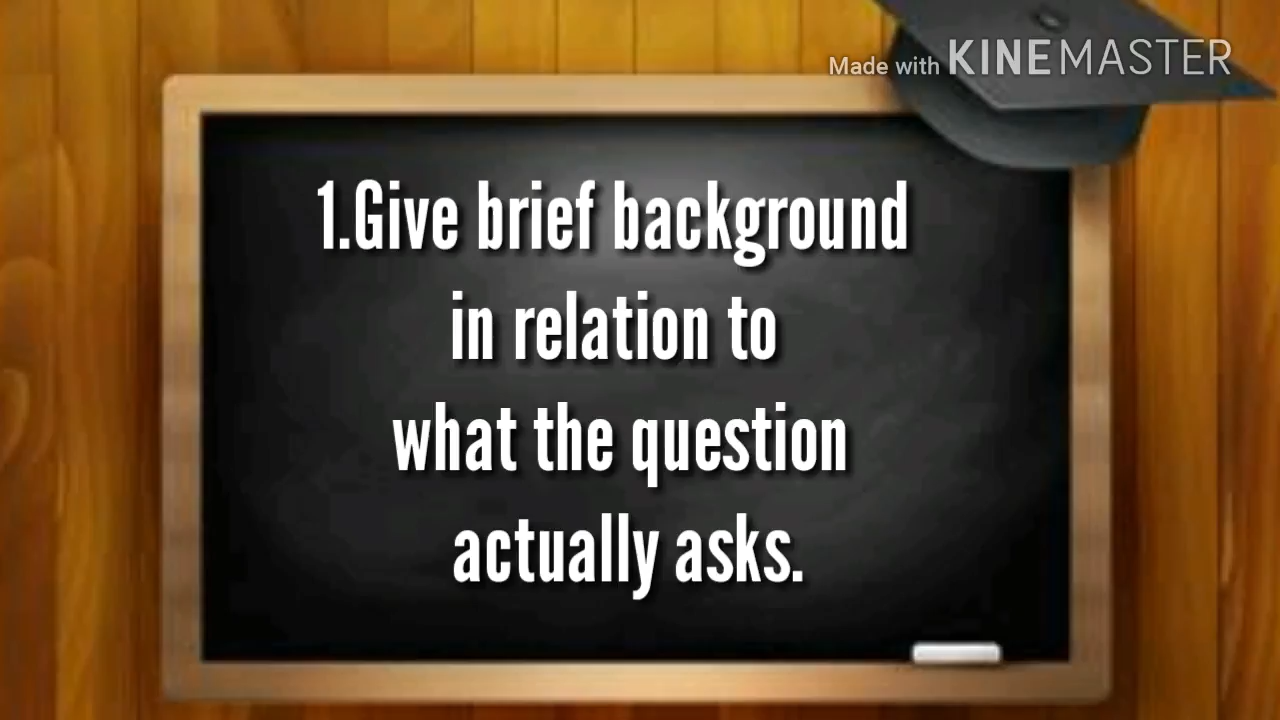 Made with KINEMASTER
1.Give brief background
in relation to
what the question
actually asks.